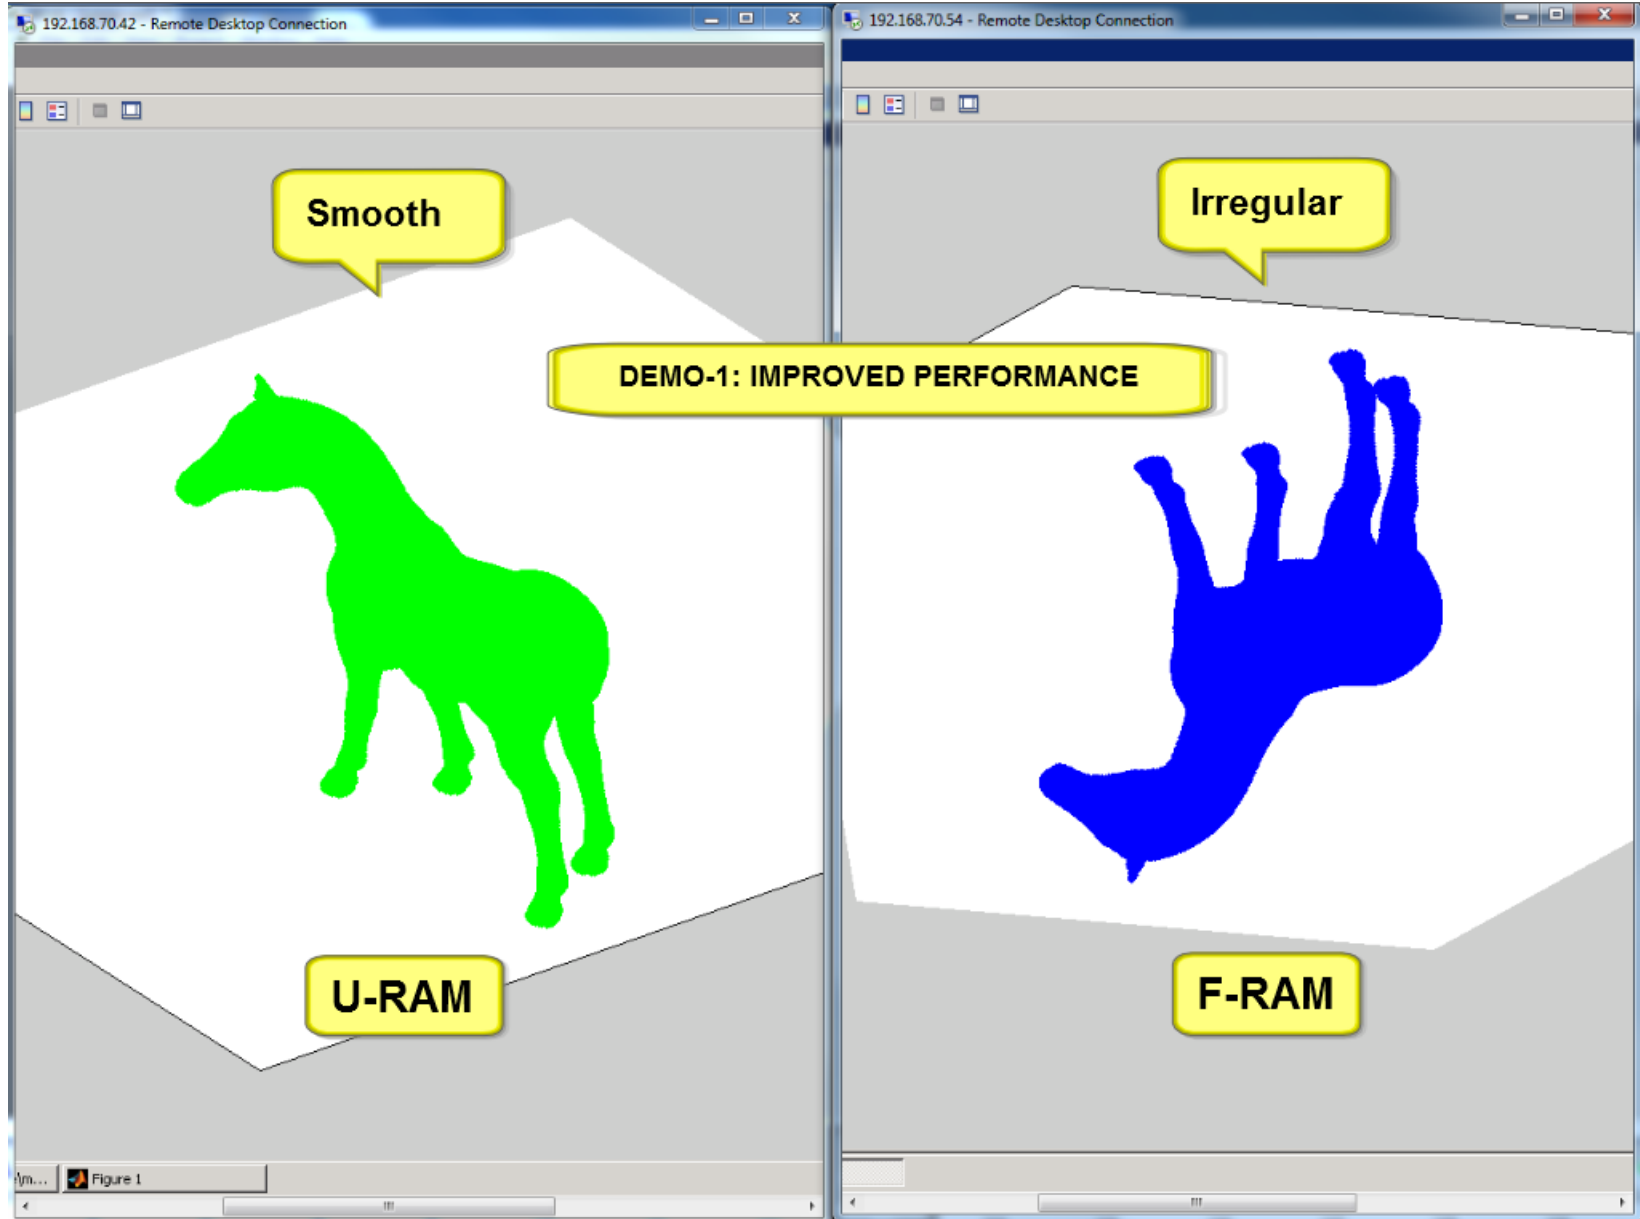 192.168.70.42 - Remote Desktop Connection
192.168.70.54 - Remote Desktop Connection
Smooth
Irregular
DEMO-1: IMPROVED PERFORMANCE
U-RAM
F-RAM
\m...
Figure 1